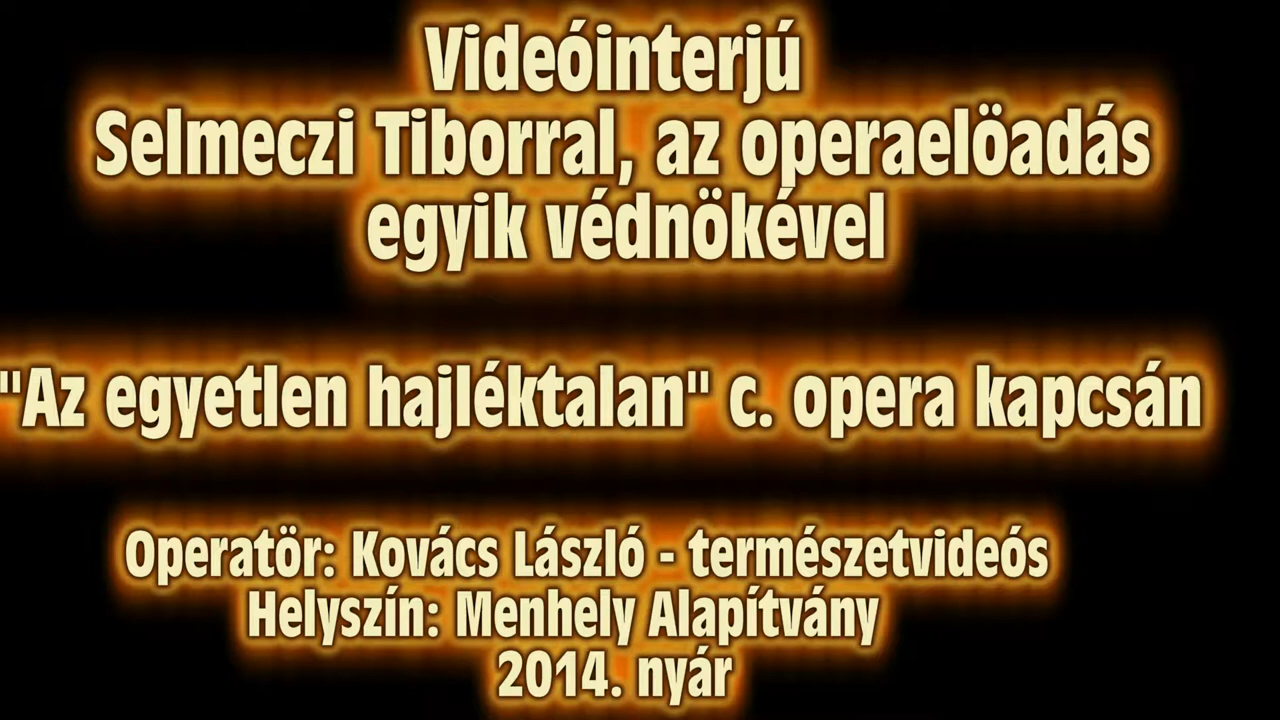 Videóinterjú
Selmeczi Tiborral, az operaelöadás
egyik védnökével
"Az egyetlen hajléktalan" c. opera kapcsán
Operatör: Kovács László - természetvideós
Helyszín: Menhely Alapítvány
2014. nyár